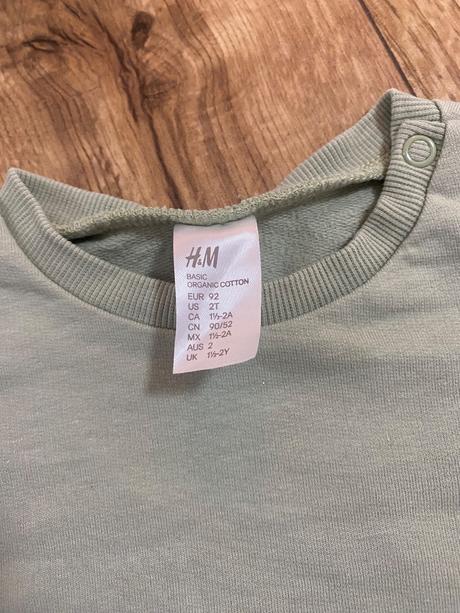 H&M
BASIC
ORGANIC COTTON
EUR 92
US 2T
CA 1½-2A
CN 90/52
MX 1½-2A
AUS 2
UK 1½-2Y